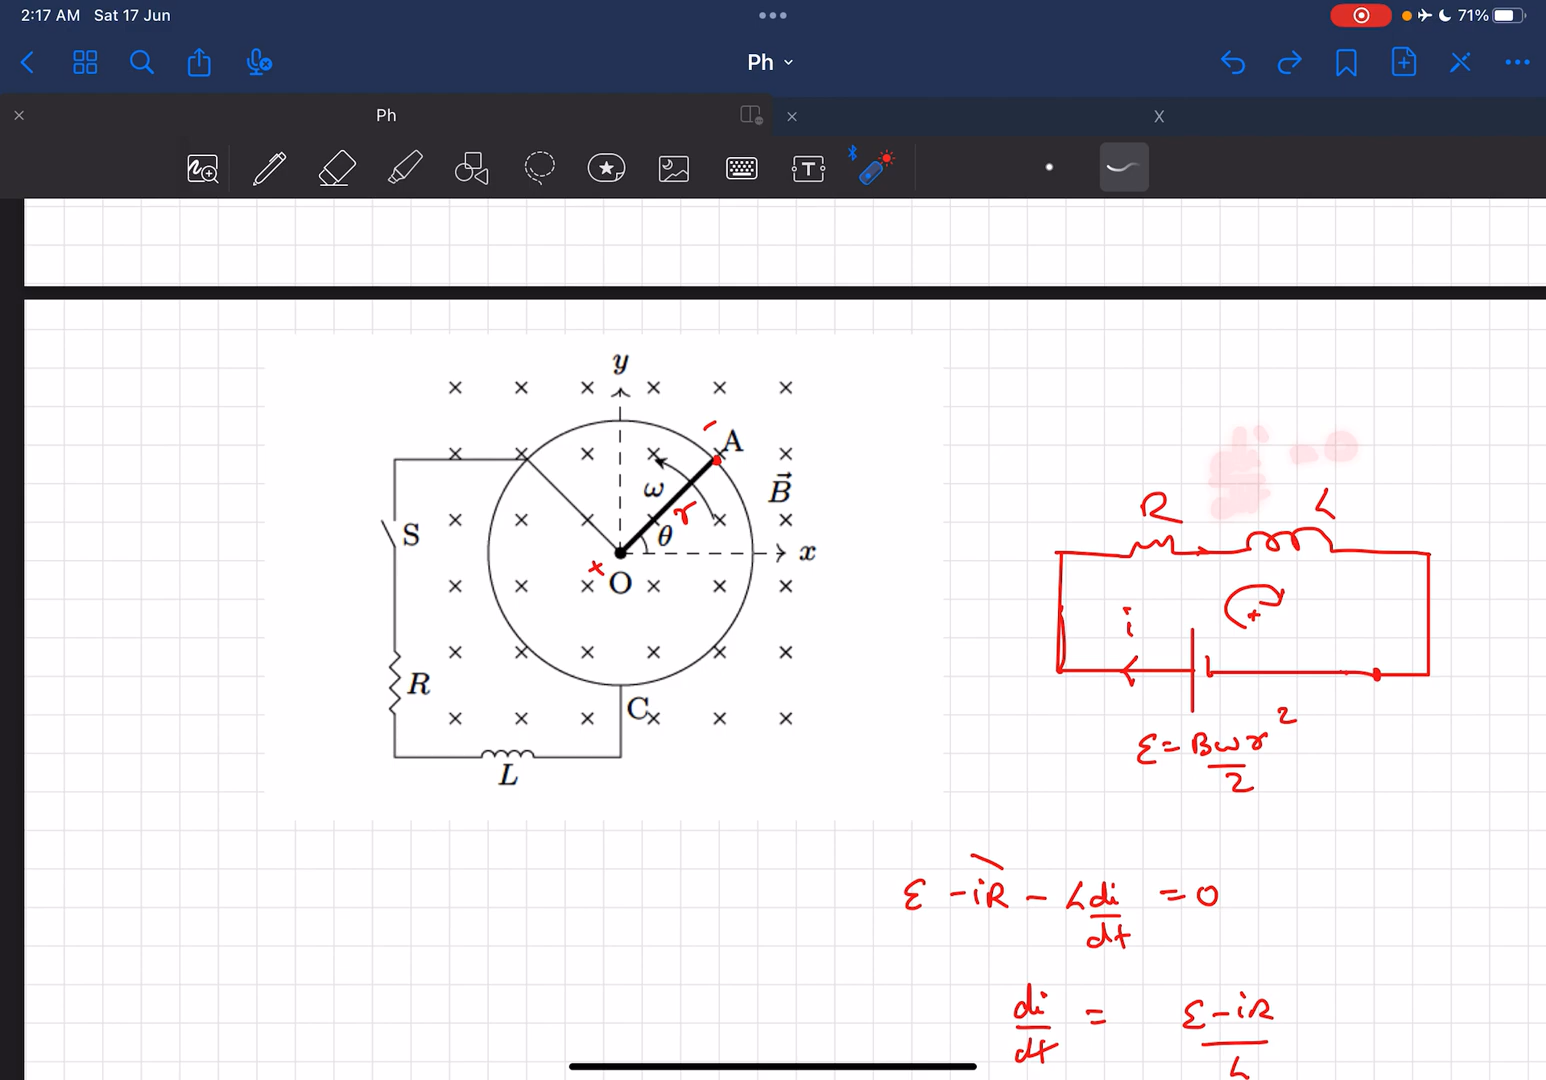 2:17 AM Sat 17 Jun
71%
Ph
Ph
X
T
y
A
ω
B⃗
r
θ
x
O
S
R
C
L
R
L
i
+
ε = Bωr²/2
ε - iR - L di/dt = 0
di/dt = ε - iR / L